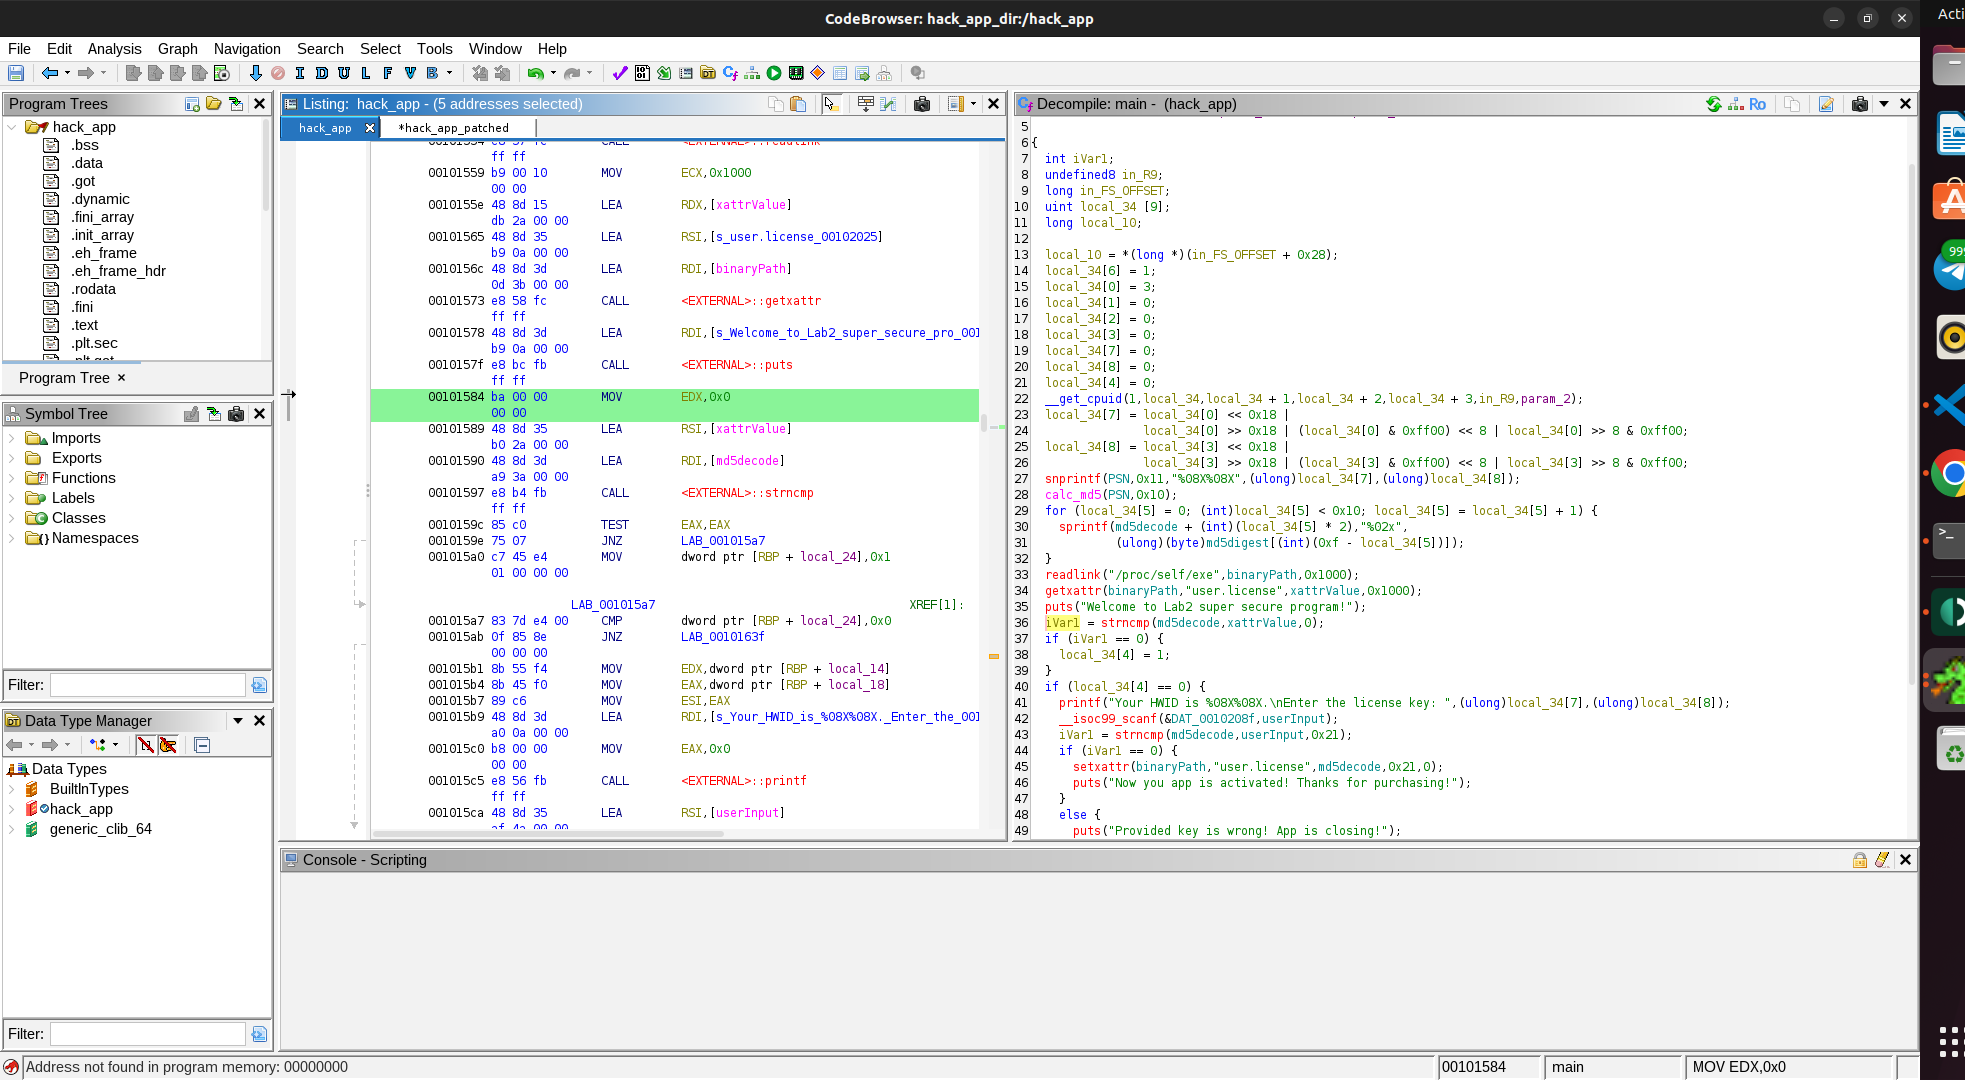 CodeBrowser: hack_app_dir:/hack_app
Acti
File Edit Analysis Graph Navigation Search Select Tools Window Help
I D U L F V B
Program Trees
hack_app
.bss
.data
.got
.dynamic
.fini_array
.init_array
.eh_frame
.eh_frame_hdr
.rodata
.fini
.text
.plt.sec
Program Tree ×
Symbol Tree
Imports
Exports
Functions
Labels
Classes
Namespaces
Filter:
Data Type Manager
Data Types
BuiltInTypes
hack_app
generic_clib_64
Filter:
Listing: hack_app - (5 addresses selected)
hack_app
*hack_app_patched
ff ff
00101559 b9 00 10 MOV ECX,0x1000
00 00
0010155e 48 8d 15 LEA RDX,[xattrValue]
db 2a 00 00
00101565 48 8d 35 LEA RSI,[s_user.license_00102025]
b9 0a 00 00
0010156c 48 8d 3d LEA RDI,[binaryPath]
0d 3b 00 00
00101573 e8 58 fc CALL <EXTERNAL>::getxattr
ff ff
00101578 48 8d 3d LEA RDI,[s_Welcome_to_Lab2_super_secure_pro_001
b9 0a 00 00
0010157f e8 bc fb CALL <EXTERNAL>::puts
ff ff
00101584 ba 00 00 MOV EDX,0x0
00 00
00101589 48 8d 35 LEA RSI,[xattrValue]
b0 2a 00 00
00101590 48 8d 3d LEA RDI,[md5decode]
a9 3a 00 00
00101597 e8 b4 fb CALL <EXTERNAL>::strncmp
ff ff
0010159c 85 c0 TEST EAX,EAX
0010159e 75 07 JNZ LAB_001015a7
001015a0 c7 45 e4 MOV dword ptr [RBP + local_24],0x1
01 00 00 00
LAB_001015a7 XREF[1]:
001015a7 83 7d e4 00 CMP dword ptr [RBP + local_24],0x0
001015ab 0f 85 8e JNZ LAB_0010163f
00 00 00
001015b1 8b 55 f4 MOV EDX,dword ptr [RBP + local_14]
001015b4 8b 45 f0 MOV EAX,dword ptr [RBP + local_18]
001015b7 89 c6 MOV ESI,EAX
001015b9 48 8d 3d LEA RDI,[s_Your_HWID_is_%08X%08X._Enter_the_001
a0 0a 00 00
001015c0 b8 00 00 MOV EAX,0x0
00 00
001015c5 e8 56 fb CALL <EXTERNAL>::printf
ff ff
001015ca 48 8d 35 LEA RSI,[userInput]
Decompile: main - (hack_app)
Ro
5
6 {
7 int iVar1;
8 undefined8 in_R9;
9 long in_FS_OFFSET;
10 uint local_34 [9];
11 long local_10;
12
13 local_10 = *(long *)(in_FS_OFFSET + 0x28);
14 local_34[6] = 1;
15 local_34[0] = 3;
16 local_34[1] = 0;
17 local_34[2] = 0;
18 local_34[3] = 0;
19 local_34[7] = 0;
20 local_34[8] = 0;
21 local_34[4] = 0;
22 __get_cpuid(1,local_34,local_34 + 1,local_34 + 2,local_34 + 3,in_R9,param_2);
23 local_34[7] = local_34[0] << 0x18 |
24 local_34[0] >> 0x18 | (local_34[0] & 0xff00) << 8 | local_34[0] >> 8 & 0xff00;
25 local_34[8] = local_34[3] << 0x18 |
26 local_34[3] >> 0x18 | (local_34[3] & 0xff00) << 8 | local_34[3] >> 8 & 0xff00;
27 snprintf(PSN,0x11,"%08X%08X",(ulong)local_34[7],(ulong)local_34[8]);
28 calc_md5(PSN,0x10);
29 for (local_34[5] = 0; (int)local_34[5] < 0x10; local_34[5] = local_34[5] + 1) {
30 sprintf(md5decode + (int)(local_34[5] * 2),"%02x",
31 (ulong)(byte)md5digest[(int)(0xf - local_34[5])]);
32 }
33 readlink("/proc/self/exe",binaryPath,0x1000);
34 getxattr(binaryPath,"user.license",xattrValue,0x1000);
35 puts("Welcome to Lab2 super secure program!");
36 iVar1 = strncmp(md5decode,xattrValue,0);
37 if (iVar1 == 0) {
38 local_34[4] = 1;
39 }
40 if (local_34[4] == 0) {
41 printf("Your HWID is %08X%08X.\nEnter the license key: ",(ulong)local_34[7],(ulong)local_34[8]);
42 __isoc99_scanf(&DAT_0010208f,userInput);
43 iVar1 = strncmp(md5decode,userInput,0x21);
44 if (iVar1 == 0) {
45 setxattr(binaryPath,"user.license",md5decode,0x21,0);
46 puts("Now you app is activated! Thanks for purchasing!");
47 }
48 else {
49 puts("Provided key is wrong! App is closing!");
Console - Scripting
Address not found in program memory: 00000000
00101584
main
MOV EDX,0x0